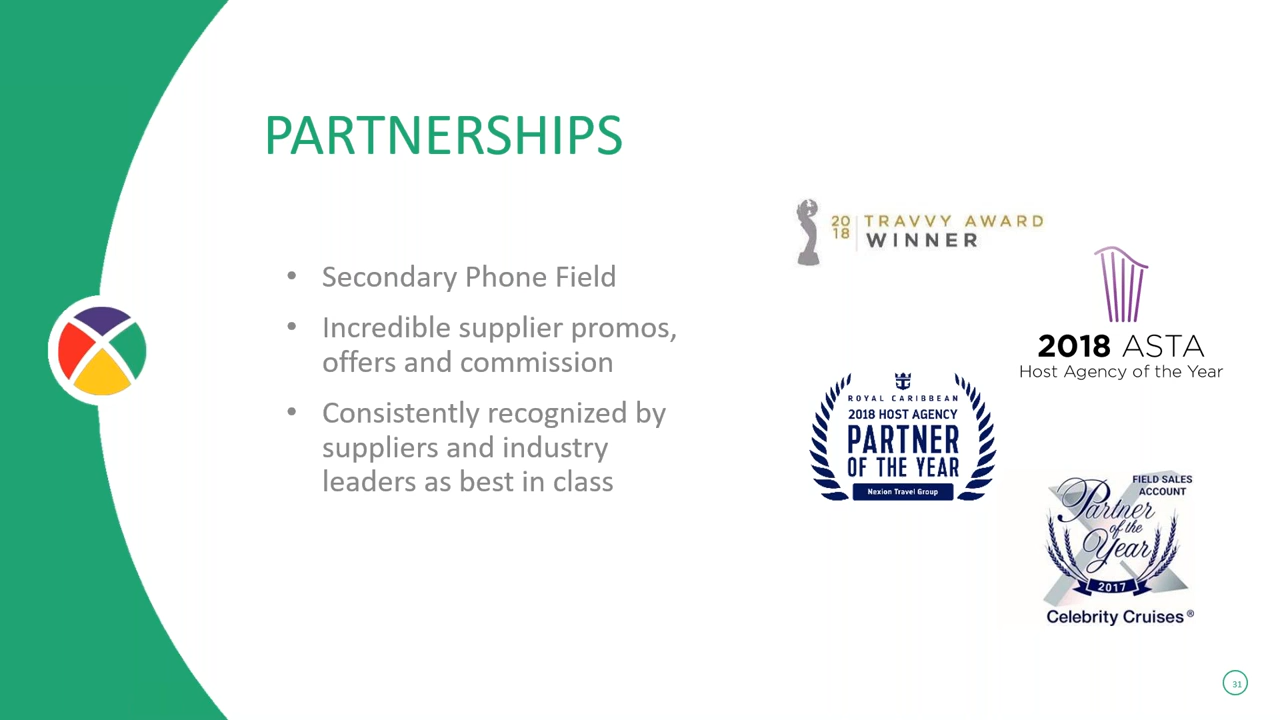 PARTNERSHIPS
• Secondary Phone Field
• Incredible supplier promos,
offers and commission
• Consistently recognized by
suppliers and industry
leaders as best in class
20
18
TRAVVY AWARD
WINNER
2018 ASTA
Host Agency of the Year
ROYAL CARIBBEAN
2018 HOST AGENCY
PARTNER
OF THE YEAR
Nexion Travel Group
FIELD SALES
ACCOUNT
Partner
of the
Year
2017
Celebrity Cruises®
31